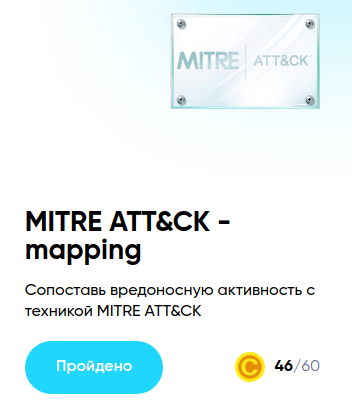 MITRE | ATT&CK
MITRE ATT&CK -
mapping
Сопоставь вредоносную активность с
техникой MITRE ATT&CK
Пройдено
46/60